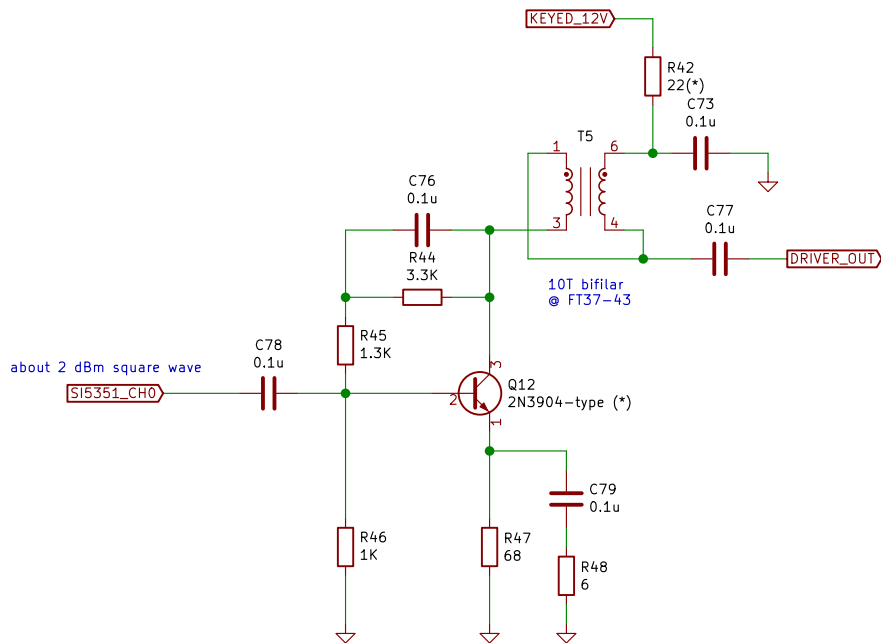 KEYED_12V
R42
22(*)
C73
0.1u
T5
1
6
3
4
C76
0.1u
C77
0.1u
DRIVER_OUT
R44
3.3K
10T bifilar
@ FT37-43
R45
1.3K
C78
0.1u
about 2 dBm square wave
SI5351_CH0
3
Q12
2N3904-type (*)
2
1
C79
0.1u
R46
1K
R47
68
R48
6